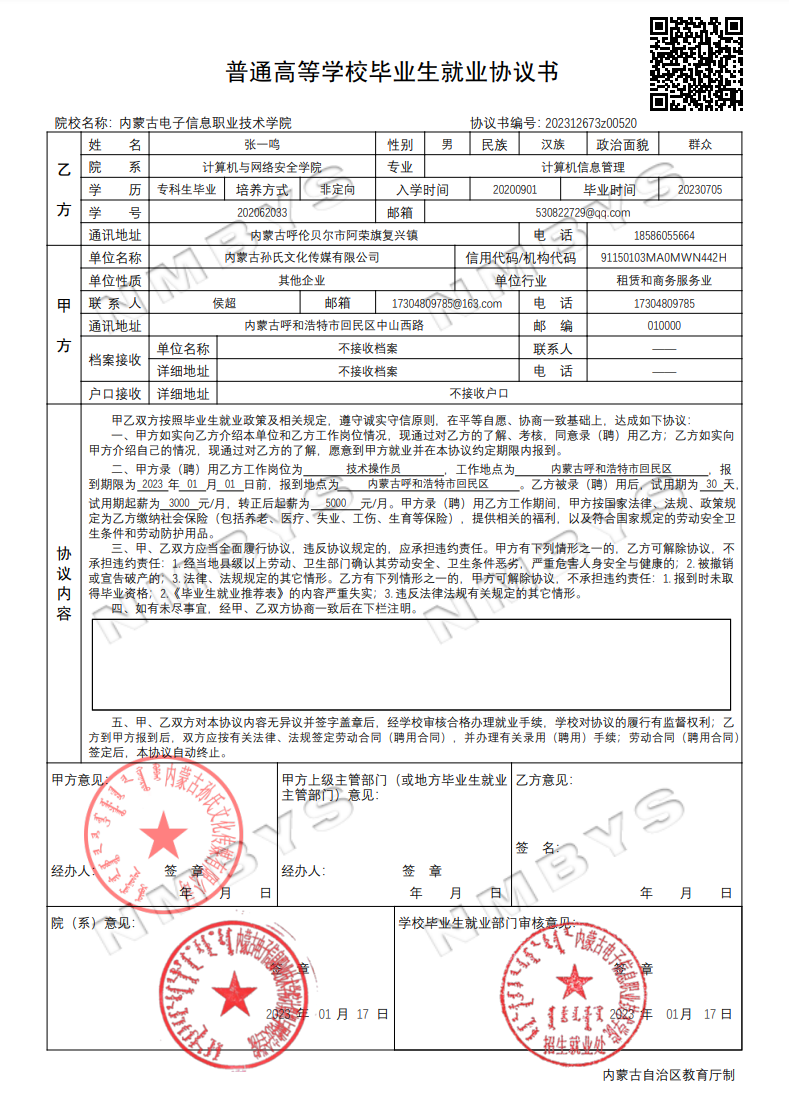 普通高等学校毕业生就业协议书
院校名称：内蒙古电子信息职业技术学院 协议书编号：202312673z00520
乙方
姓 名 张一鸣 性别 男 民族 汉族 政治面貌 群众
院 系 计算机与网络安全学院 专业 计算机信息管理
学 历 专科生毕业 培养方式 非定向 入学时间 20200901 毕业时间 20230705
学 号 202062033 邮箱 530822729@qq.com
通讯地址 内蒙古呼伦贝尔市阿荣旗复兴镇 电 话 18586055664
甲方
单位名称 内蒙古孙氏文化传媒有限公司 信用代码/机构代码 91150103MA0MWN442H
单位性质 其他企业 单位行业 租赁和商务服务业
联系人 侯超 邮箱 17304809785@163.com 电 话 17304809785
通讯地址 内蒙古呼和浩特市回民区中山西路 邮 编 010000
档案接收 单位名称 不接收档案 联系人 ——
详细地址 不接收档案 电 话 ——
户口接收 详细地址 不接收户口
协议内容
甲乙双方按照毕业生就业政策及相关规定，遵守诚实守信原则，在平等自愿、协商一致基础上，达成如下协议：
一、甲方如实向乙方介绍本单位和乙方工作岗位情况，现通过对乙方的了解、考核，同意录（聘）用乙方；乙方如实向
甲方介绍自己的情况，现通过对甲方的了解，愿意到甲方就业并在本协议约定期限内报到。
二、甲方录（聘）用乙方工作岗位为 技术操作员 ，工作地点为 内蒙古呼和浩特市回民区 ，报
到期限为 2023 年 01 月 01 日前，报到地点为 内蒙古呼和浩特市回民区 。乙方被录（聘）用后，试用期为 30 天，
试用期起薪为 3000 元/月，转正后起薪为 5000 元/月。甲方录（聘）用乙方工作期间，甲方按国家法律、法规、政策规
定为乙方缴纳社会保险（包括养老、医疗、失业、工伤、生育等保险），提供相关的福利，以及符合国家规定的劳动安全卫
生条件和劳动防护用品。
三、甲、乙双方应当全面履行协议，违反协议规定的，应承担违约责任。甲方有下列情形之一的，乙方可解除协议，不
承担违约责任：1.经当地县级以上劳动、卫生部门确认其劳动安全、卫生条件恶劣，严重危害人身安全与健康的；2.被撤销
或宣告破产的；3.法律、法规规定的其它情形。乙方有下列情形之一的，甲方可解除协议，不承担违约责任：1.报到时未取
得毕业资格；2.《毕业生就业推荐表》的内容严重失实；3.违反法律法规有关规定的其它情形。
四、如有未尽事宜，经甲、乙双方协商一致后在下栏注明。
五、甲、乙双方对本协议内容无异议并签字盖章后，经学校审核合格办理就业手续，学校对协议的履行有监督权利；乙
方到甲方报到后，双方应按有关法律、法规签定劳动合同（聘用合同），并办理有关录用（聘用）手续；劳动合同（聘用合同）
签定后，本协议自动终止。
甲方意见： 甲方上级主管部门（或地方毕业生就业 乙方意见：
主管部门）意见：
签 名：
经办人： 签 章 经办人： 签 章
年 月 日 年 月 日 年 月 日
内蒙古孙氏文化传媒有限公司
院（系）意见： 学校毕业生就业部门审核意见：
签 章 签 章
2023 年 01 月 17 日 2023 年 01 月 17 日
招生就业处
内蒙古自治区教育厅制
NMBYS
NMBYS
NMBYS
NMBYS
NMBYS
NMBYS